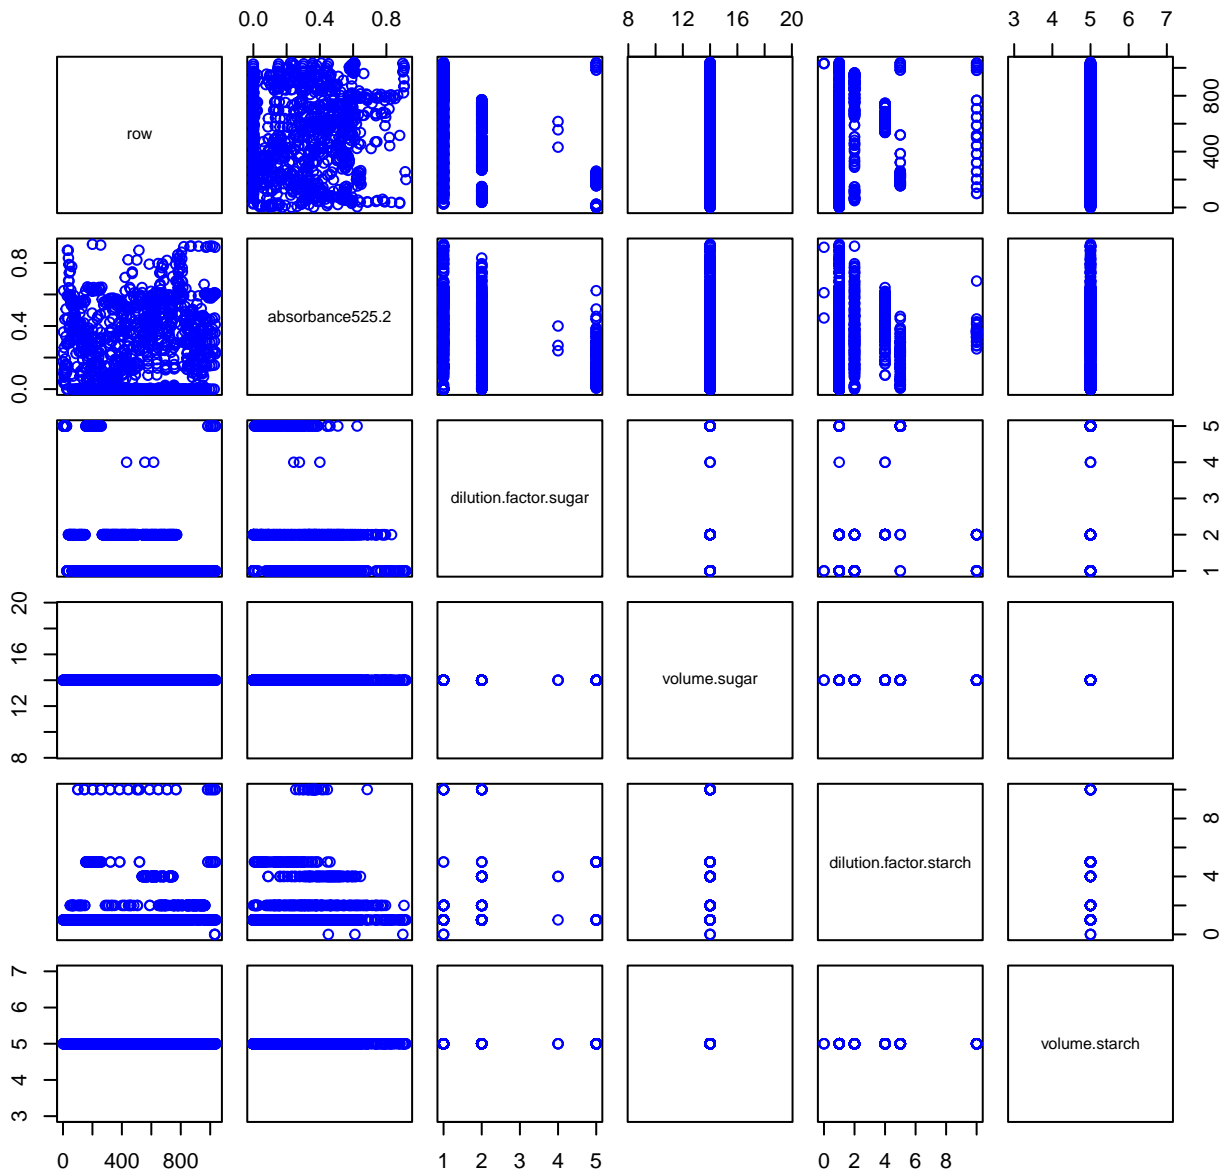 0.0 0.4 0.8 8 12 16 20 3 4 5 6 7
row
0 400 800
0.0 0.4 0.8
absorbance525.2
dilution.factor.sugar
1 2 3 4 5
8 12 16 20
volume.sugar
dilution.factor.starch
0 4 8
3 4 5 6 7
volume.starch
0 400 800 1 2 3 4 5 0 2 4 6 8